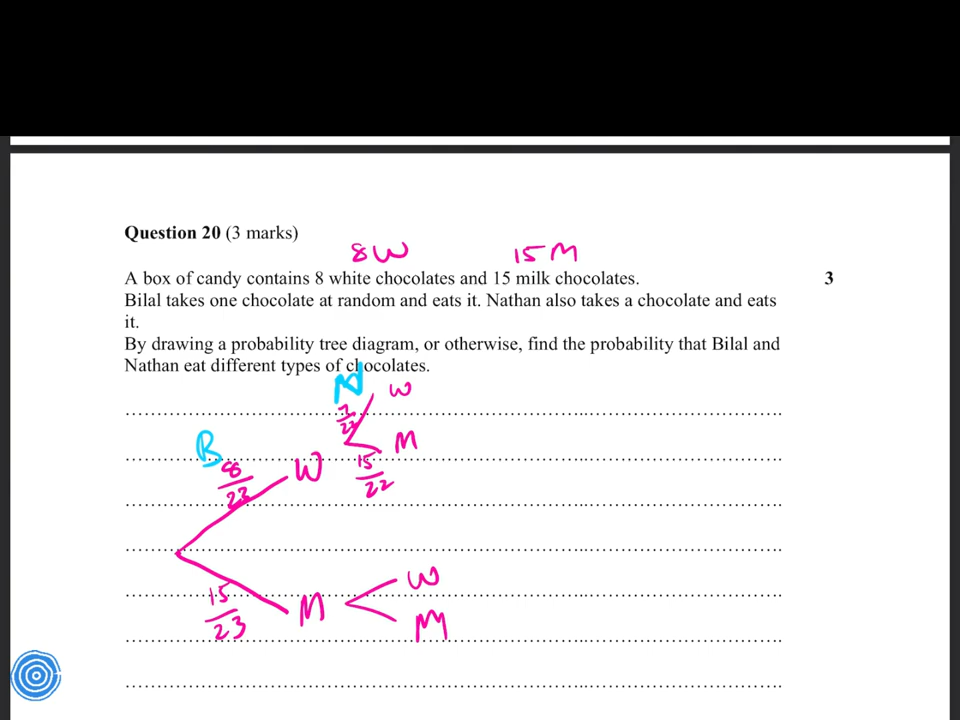 Question 20 (3 marks)
8W 15M
A box of candy contains 8 white chocolates and 15 milk chocolates. 3
Bilal takes one chocolate at random and eats it. Nathan also takes a chocolate and eats
it.
By drawing a probability tree diagram, or otherwise, find the probability that Bilal and
Nathan eat different types of chocolates.
N W
7/22
B M
8/23 W 15/22
W
15/23 M
M